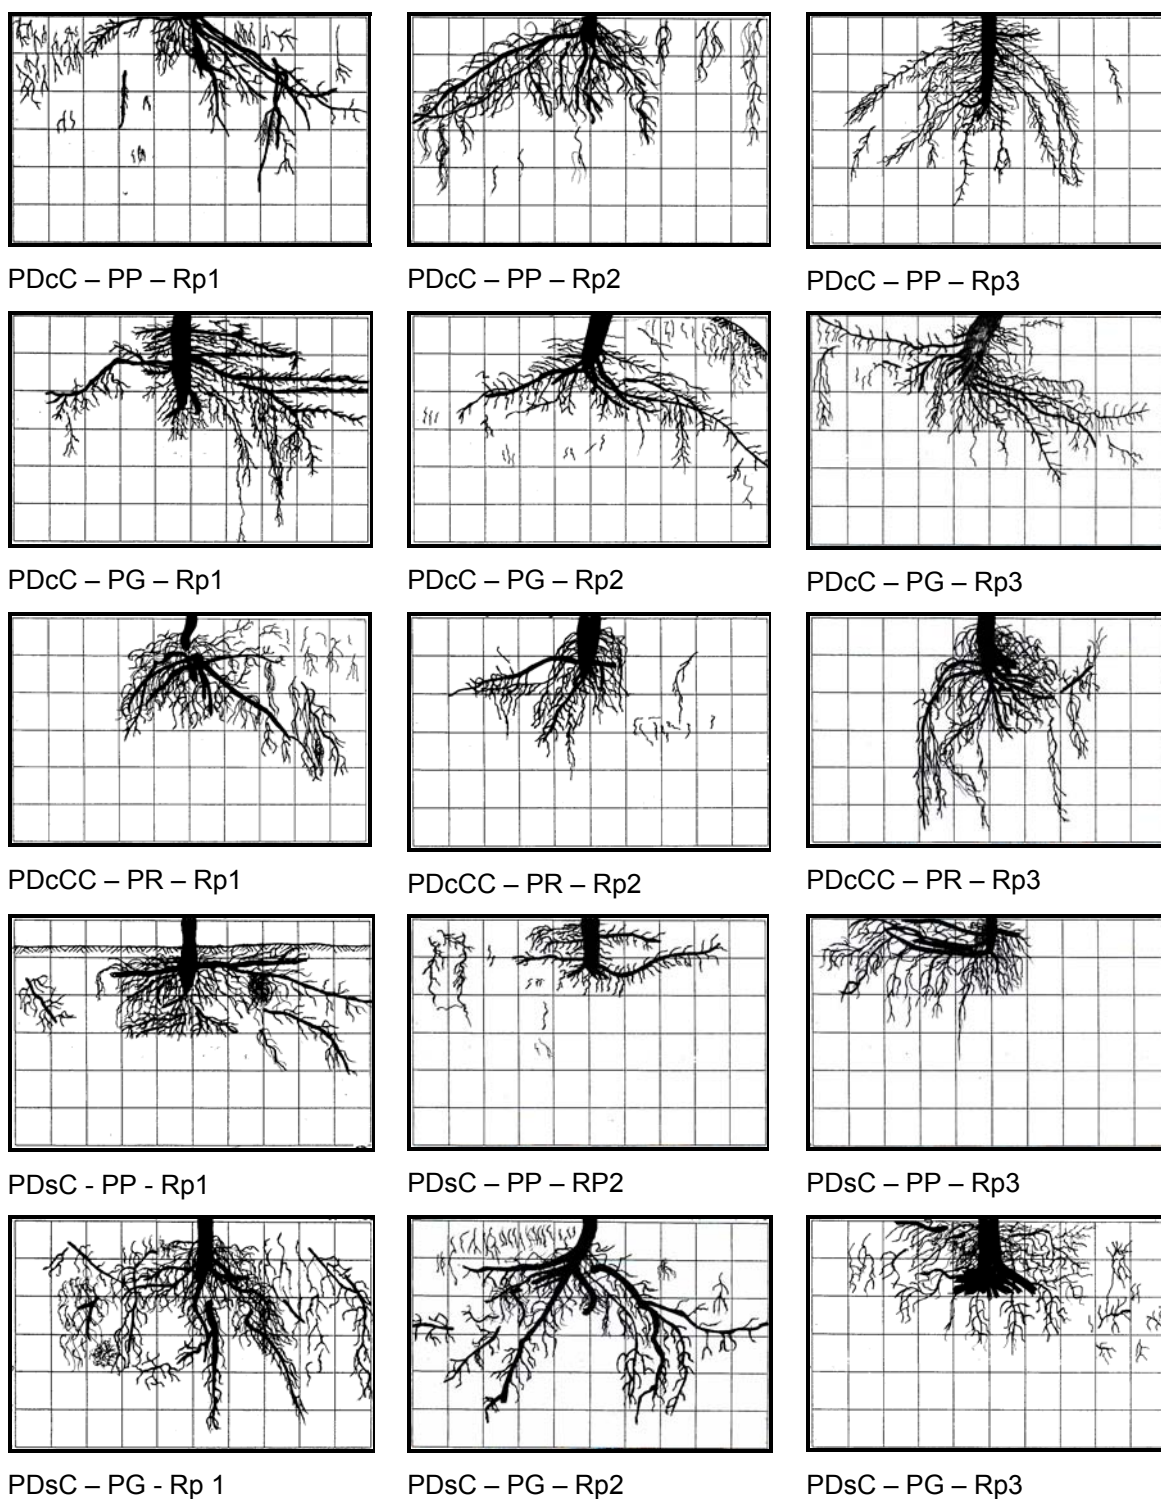 PDcC – PP – Rp1
PDcC – PP – Rp2
PDcC – PP – Rp3
PDcC – PG – Rp1
PDcC – PG – Rp2
PDcC – PG – Rp3
PDcCC – PR – Rp1
PDcCC – PR – Rp2
PDcCC – PR – Rp3
PDsC - PP - Rp1
PDsC – PP – RP2
PDsC – PP – Rp3
PDsC – PG - Rp 1
PDsC – PG – Rp2
PDsC – PG – Rp3